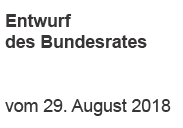 Entwurf
des Bundesrates
vom 29. August 2018